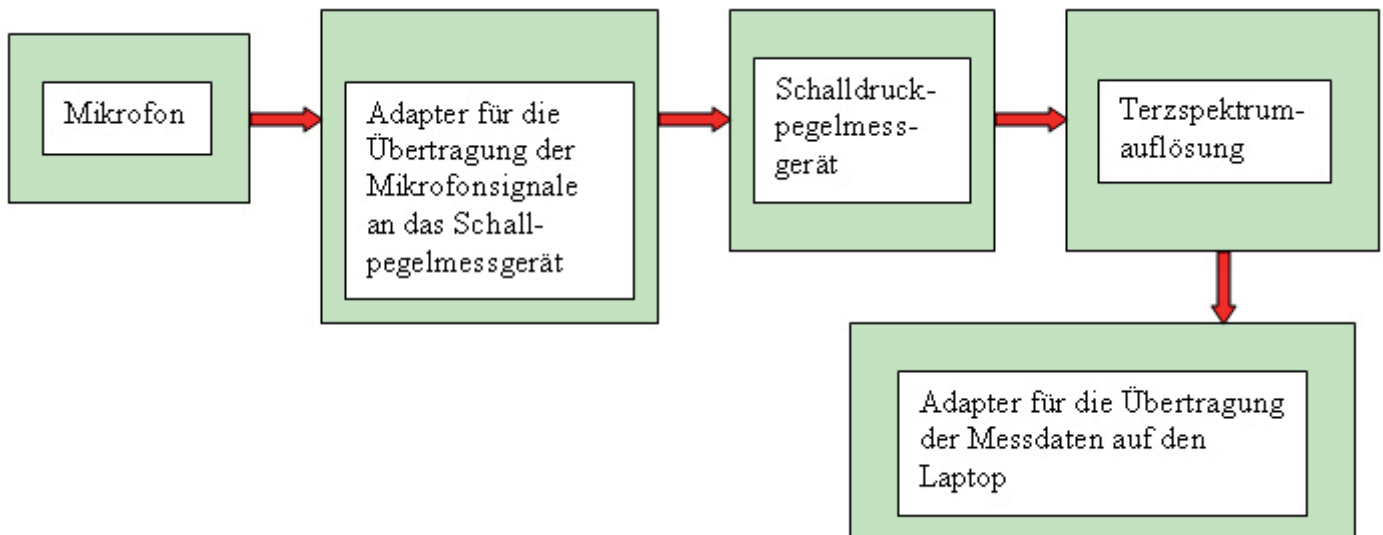 Mikrofon
Adapter für die
Übertragung der
Mikrofonsignale
an das Schall-
pegelmessgerät
Schalldruck-
pegelmess-
gerät
Terzspektrum-
auflösung
Adapter für die Übertragung
der Messdaten auf den
Laptop